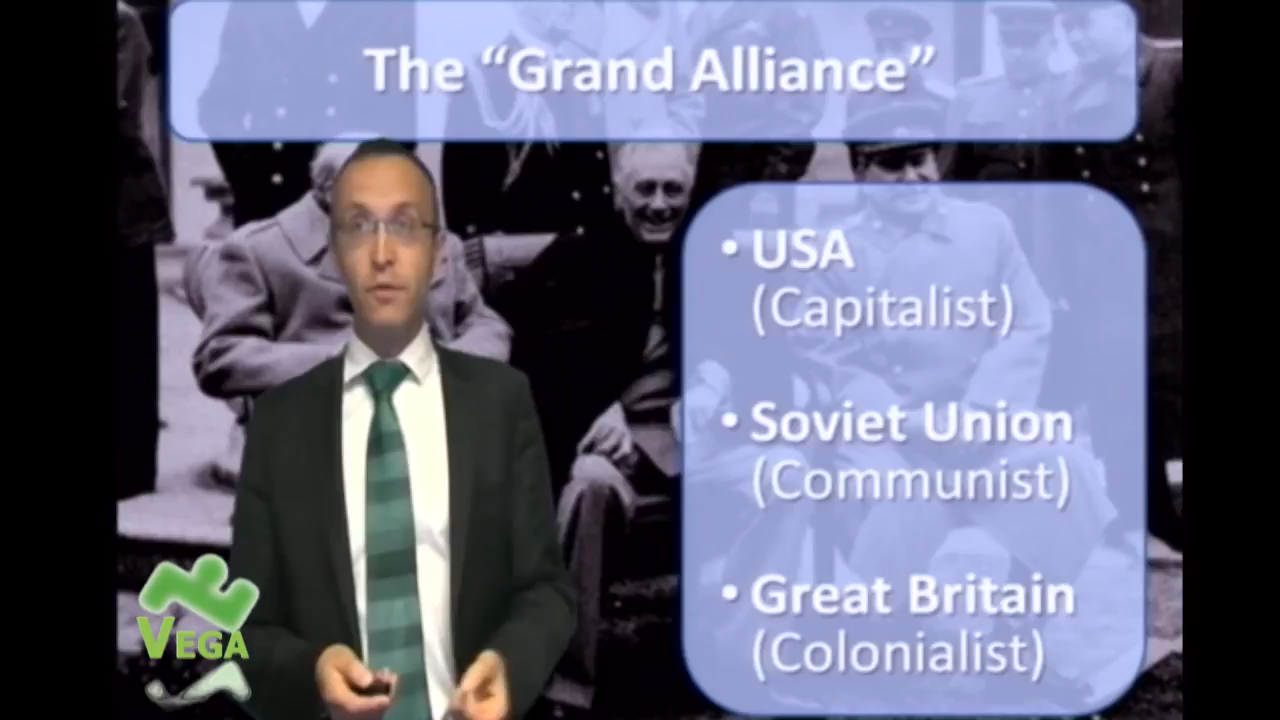 The “Grand Alliance”
• USA
(Capitalist)
• Soviet Union
(Communist)
• Great Britain
(Colonialist)
VEGA